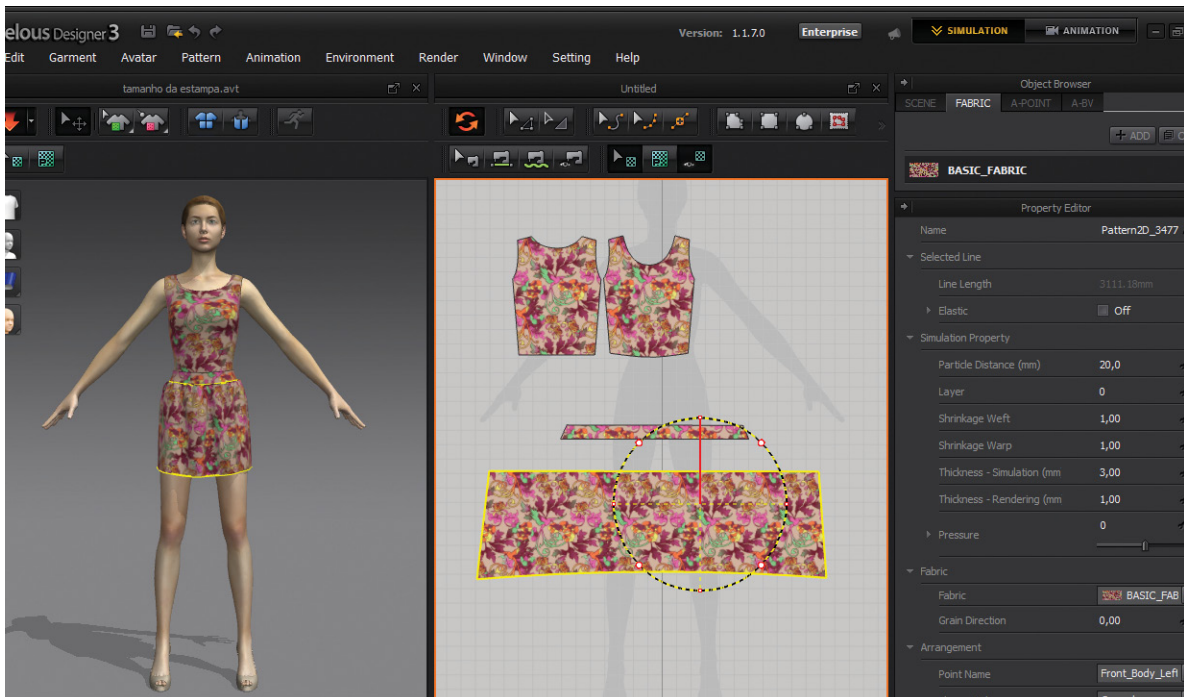 elous Designer 3
Version: 1.1.7.0
Enterprise
SIMULATION
ANIMATION
Edit Garment Avatar Pattern Animation Environment Render Window Setting Help
tamanho da estampa.avt
Untitled
Object Browser
SCENE FABRIC A-POINT A-BV
+ ADD
BASIC_FABRIC
Property Editor
Name Pattern2D_3477
Selected Line
Line Length 3111.18mm
Elastic Off
Simulation Property
Particle Distance (mm) 20,0
Layer 0
Shrinkage Weft 1,00
Shrinkage Warp 1,00
Thickness - Simulation (mm 3,00
Thickness - Rendering (mm 1,00
Pressure 0
Fabric
Fabric BASIC_FAB
Grain Direction 0,00
Arrangement
Point Name Front_Body_Left